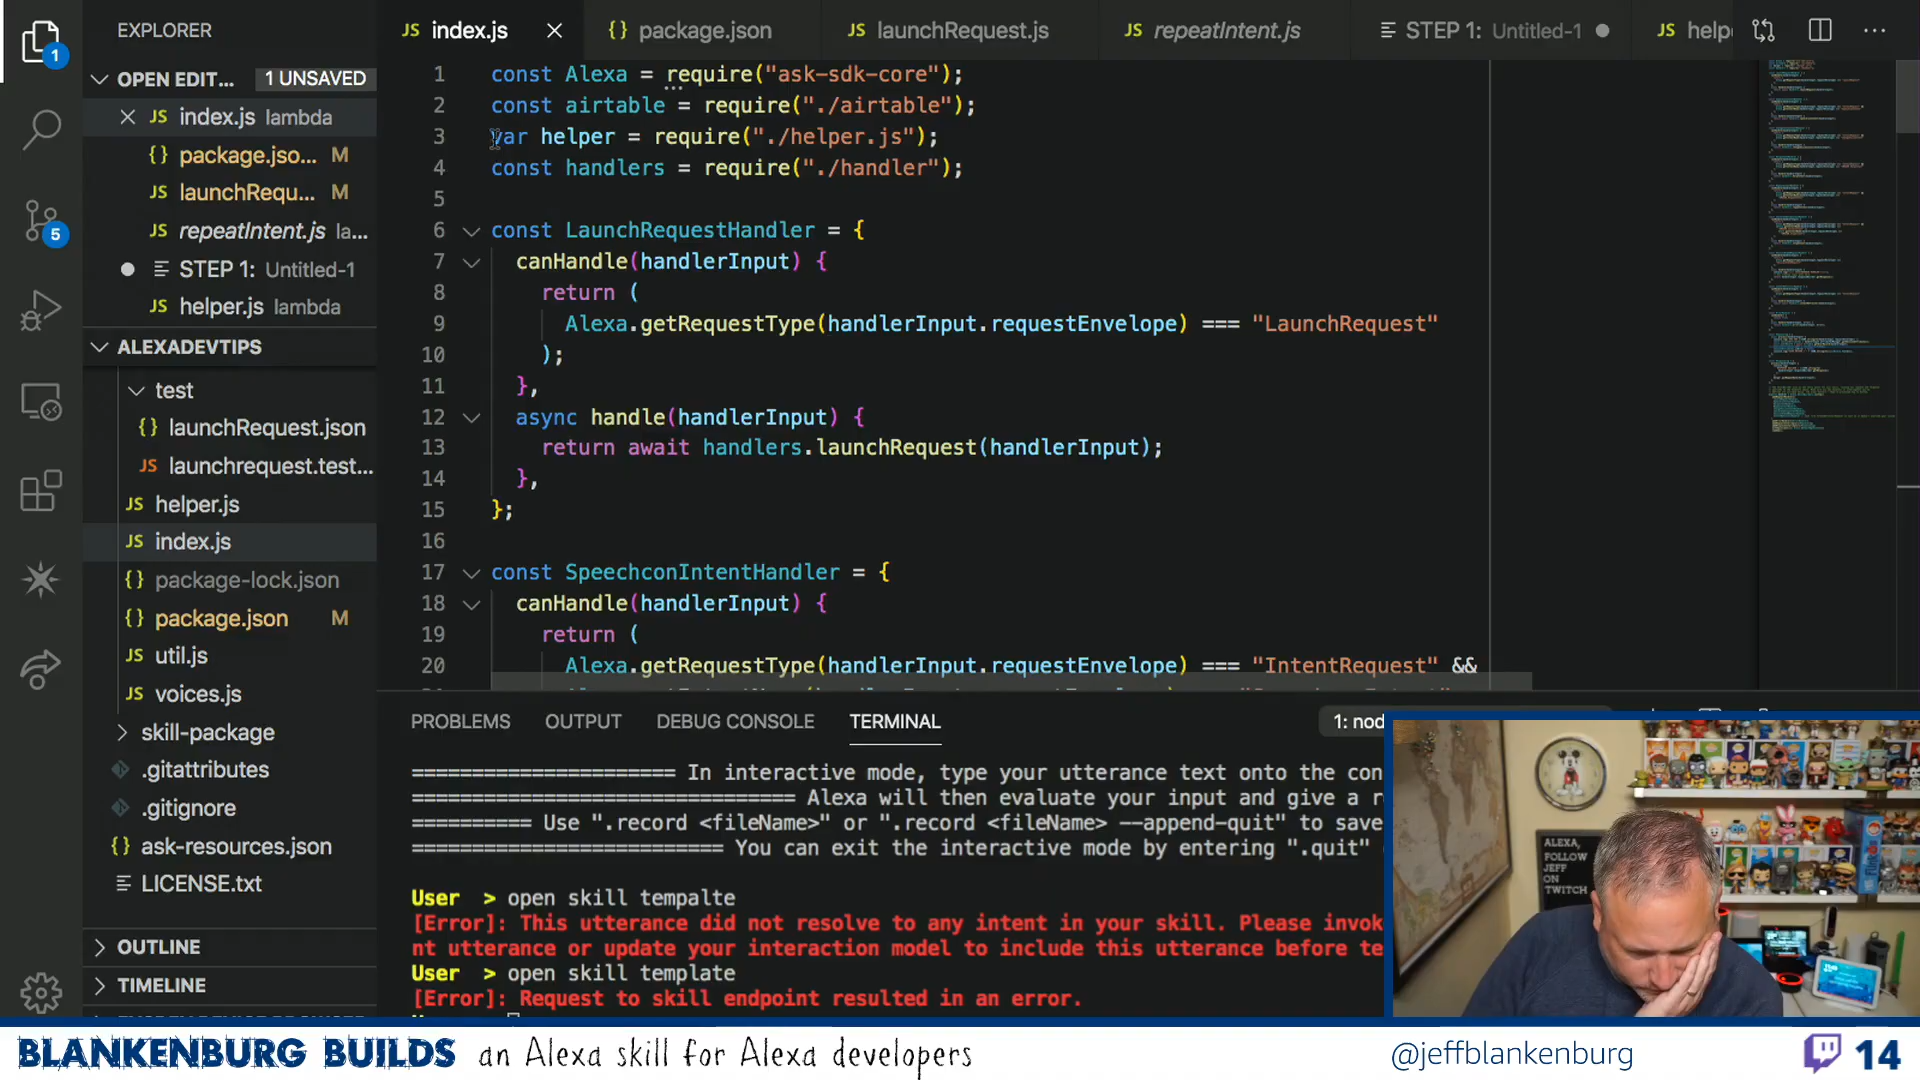 EXPLORER
OPEN EDIT... 1 UNSAVED
index.js lambda
package.jso... M
launchRequ... M
repeatIntent.js la...
STEP 1: Untitled-1
helper.js lambda
ALEXADEVTIPS
test
launchRequest.json
launchrequest.test...
helper.js
index.js
package-lock.json
package.json M
util.js
voices.js
skill-package
.gitattributes
.gitignore
ask-resources.json
LICENSE.txt
OUTLINE
TIMELINE
1
5
JS index.js
{} package.json
JS launchRequest.js
JS repeatIntent.js
STEP 1: Untitled-1
JS help
1 const Alexa = require("ask-sdk-core");
2 const airtable = require("./airtable");
3 var helper = require("./helper.js");
4 const handlers = require("./handler");
5
6 const LaunchRequestHandler = {
7 canHandle(handlerInput) {
8 return (
9 Alexa.getRequestType(handlerInput.requestEnvelope) === "LaunchRequest"
10 );
11 },
12 async handle(handlerInput) {
13 return await handlers.launchRequest(handlerInput);
14 },
15 };
16
17 const SpeechconIntentHandler = {
18 canHandle(handlerInput) {
19 return (
20 Alexa.getRequestType(handlerInput.requestEnvelope) === "IntentRequest" &&
PROBLEMS OUTPUT DEBUG CONSOLE TERMINAL 1: nod
====================== In interactive mode, type your utterance text onto the con
================================ Alexa will then evaluate your input and give a r
========== Use ".record <fileName>" or ".record <fileName> --append-quit" to save
========================== You can exit the interactive mode by entering ".quit"
User > open skill tempalte
[Error]: This utterance did not resolve to any intent in your skill. Please invok
nt utterance or update your interaction model to include this utterance before te
User > open skill template
[Error]: Request to skill endpoint resulted in an error.
ALEXA,
FOLLOW
JEFF
ON
TWITCH
BLANKENBURG BUILDS an Alexa skill for Alexa developers
@jeffblankenburg
14